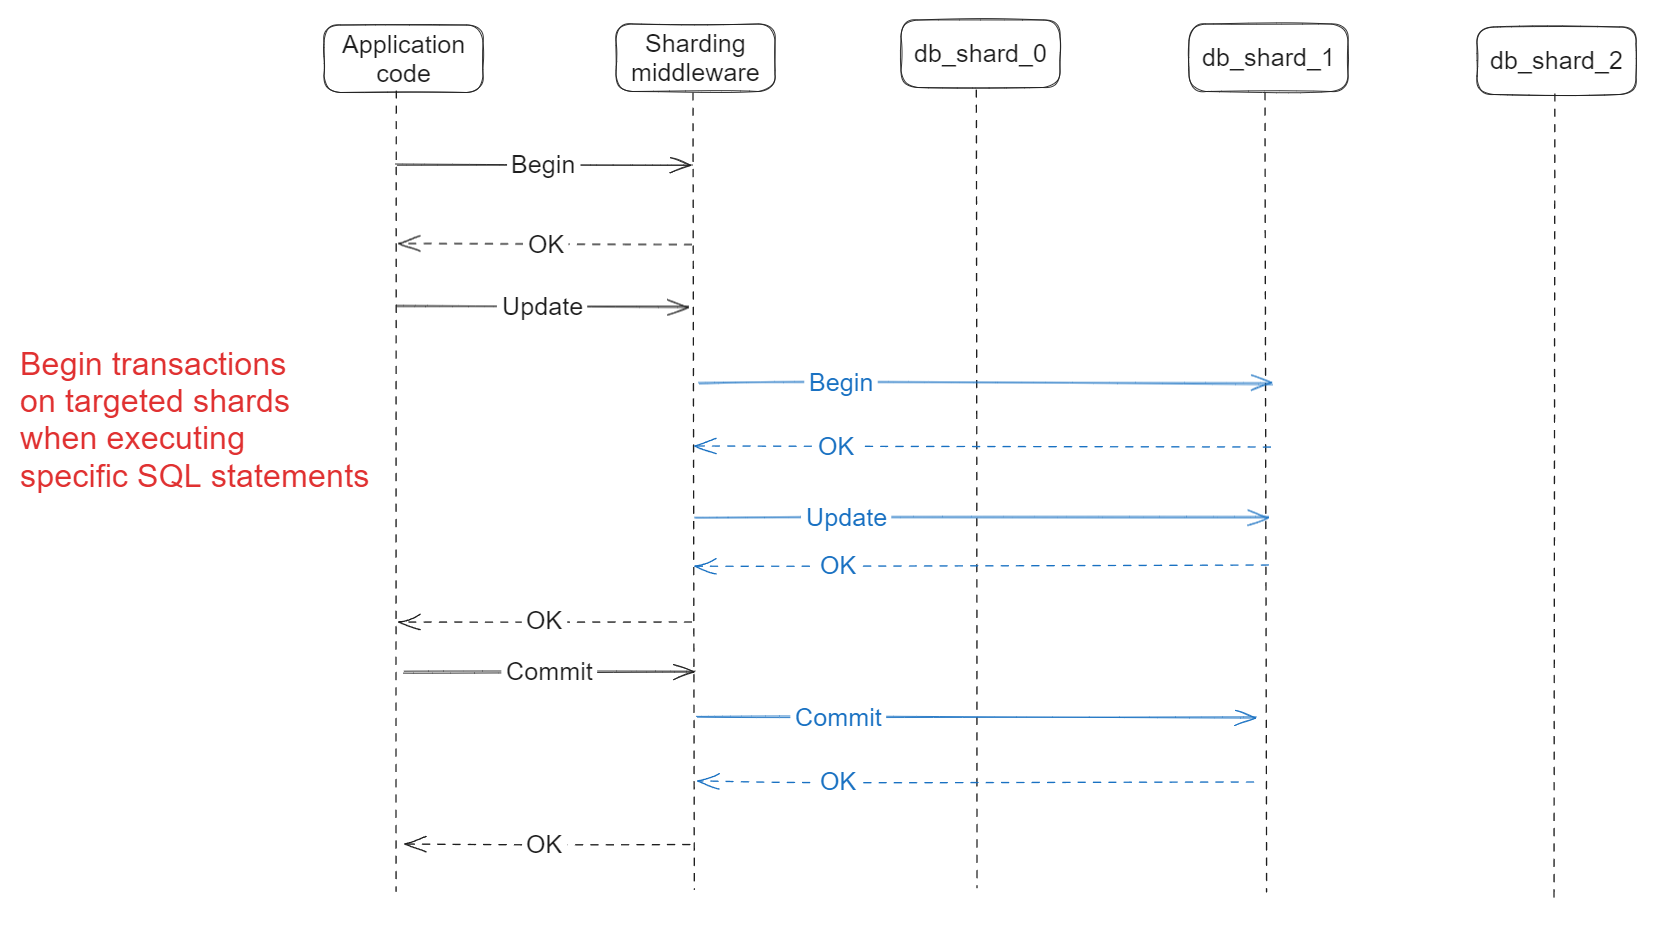 Application
code
Sharding
middleware
db_shard_0
db_shard_1
db_shard_2
Begin
OK
Update
Begin transactions
on targeted shards
when executing
specific SQL statements
Begin
OK
Update
OK
OK
Commit
Commit
OK
OK